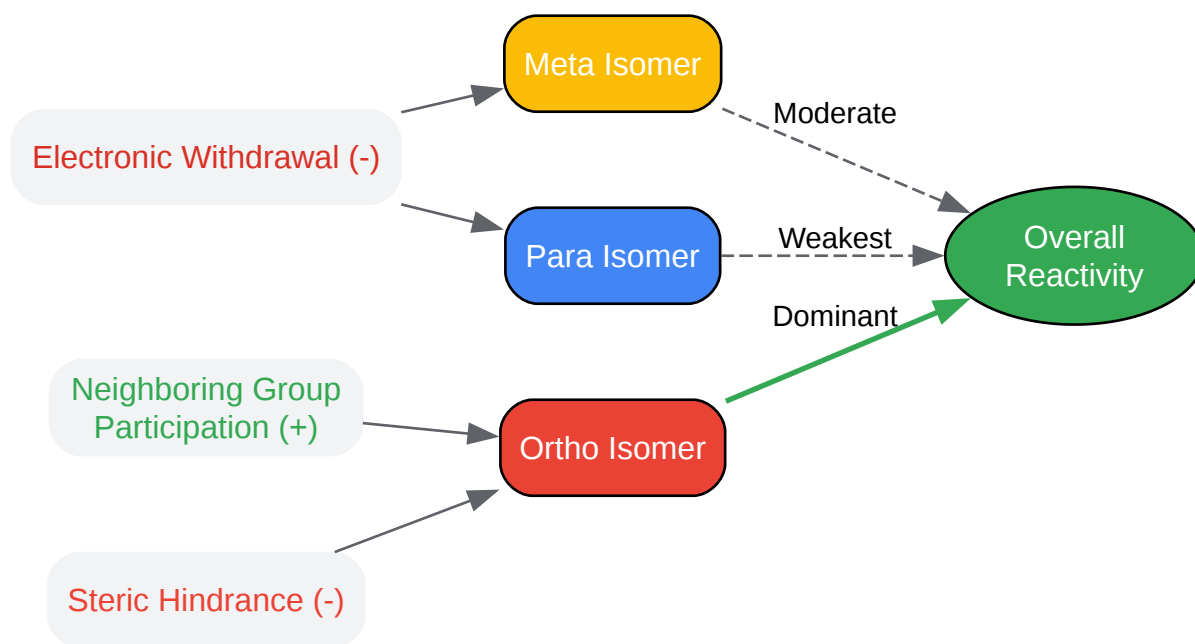 Meta Isomer
Moderate
Electronic Withdrawal (-)
Para Isomer
Weakest
Overall
Reactivity
Dominant
Neighboring Group
Participation (+)
Ortho Isomer
Steric Hindrance (-)